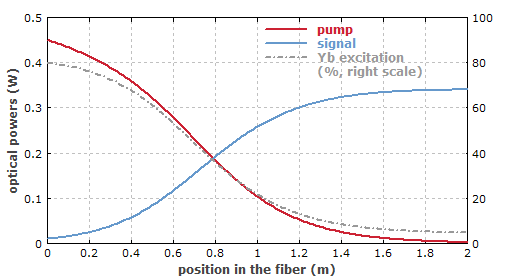 0.5
0.4
0.3
0.2
0.1
0
optical powers (W)
100
80
60
40
20
0
pump
signal
Yb excitation
(%, right scale)
0 0.2 0.4 0.6 0.8 1 1.2 1.4 1.6 1.8 2
position in the fiber (m)